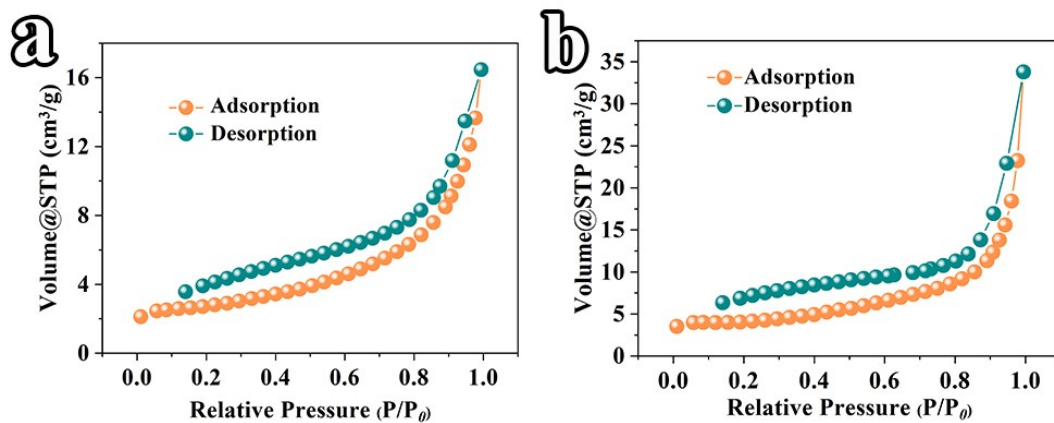 a
16
12
8
4
0
Volume@STP (cm³/g)
Adsorption
Desorption
0.0 0.2 0.4 0.6 0.8 1.0
Relative Pressure (P/P₀)
b
35
30
25
20
15
10
5
0
Volume@STP (cm³/g)
Adsorption
Desorption
0.0 0.2 0.4 0.6 0.8 1.0
Relative Pressure (P/P₀)